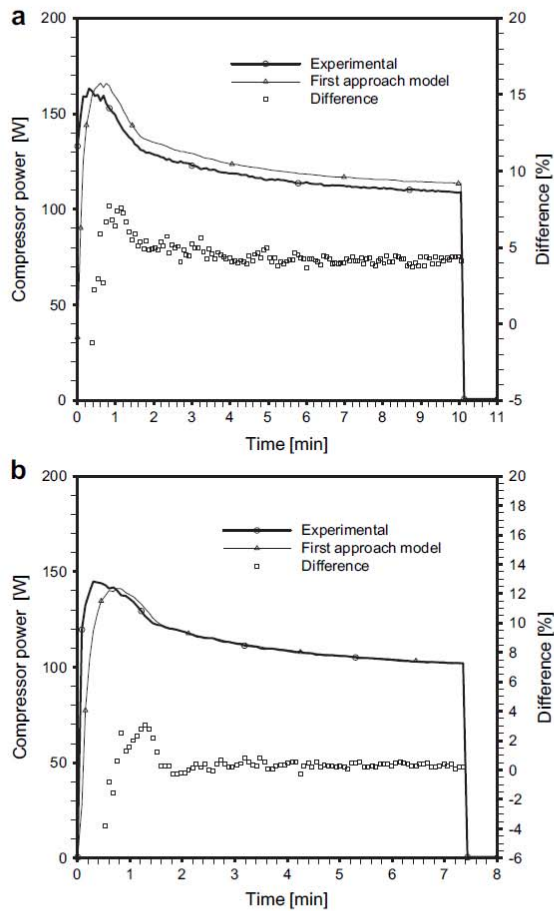 a
200
150
100
50
0
Compressor power [W]
Experimental
First approach model
Difference
20
15
10
5
0
-5
Difference [%]
0 1 2 3 4 5 6 7 8 9 10 11
Time [min]
b
200
150
100
50
0
Compressor power [W]
Experimental
First approach model
Difference
20
18
16
14
12
10
8
6
4
2
0
-2
-4
-6
Difference [%]
0 1 2 3 4 5 6 7 8
Time [min]